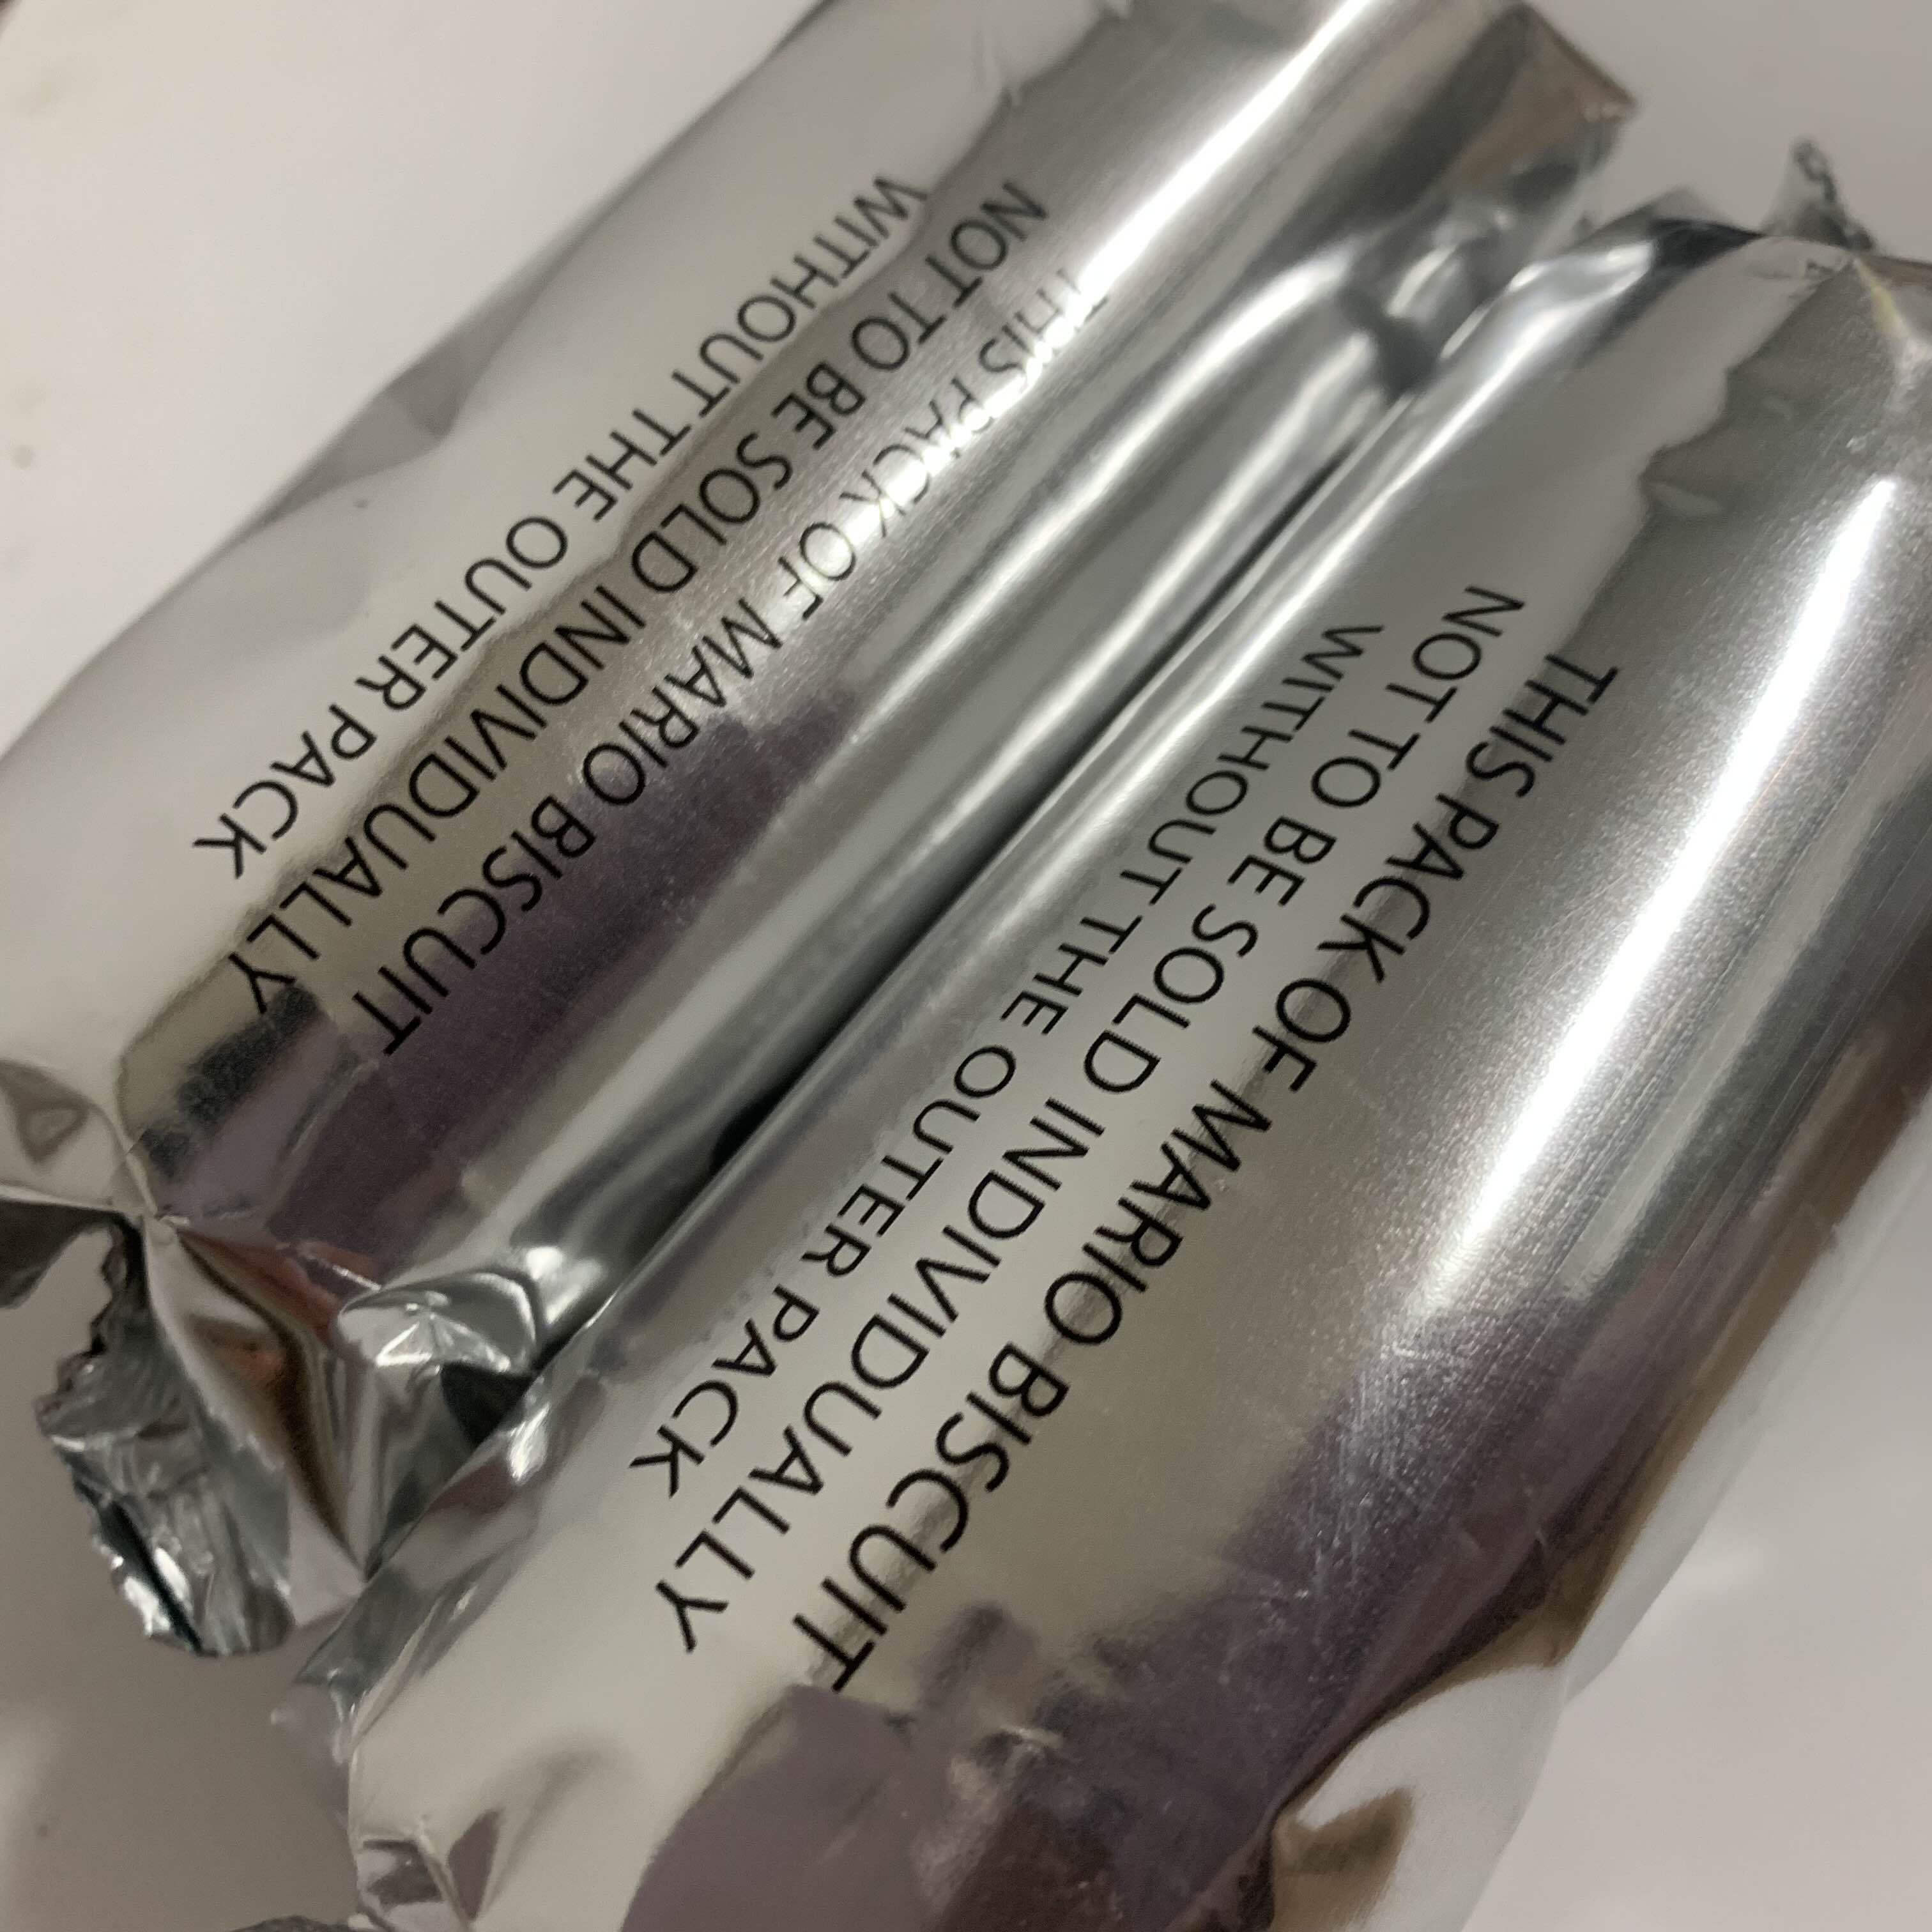 THIS PACK OF MARIO BISCUIT
NOT TO BE SOLD INDIVIDUALLY
WITHOUT THE OUTER PACK
THIS PACK OF MARIO BISCUIT
NOT TO BE SOLD INDIVIDUALLY
WITHOUT THE OUTER PACK